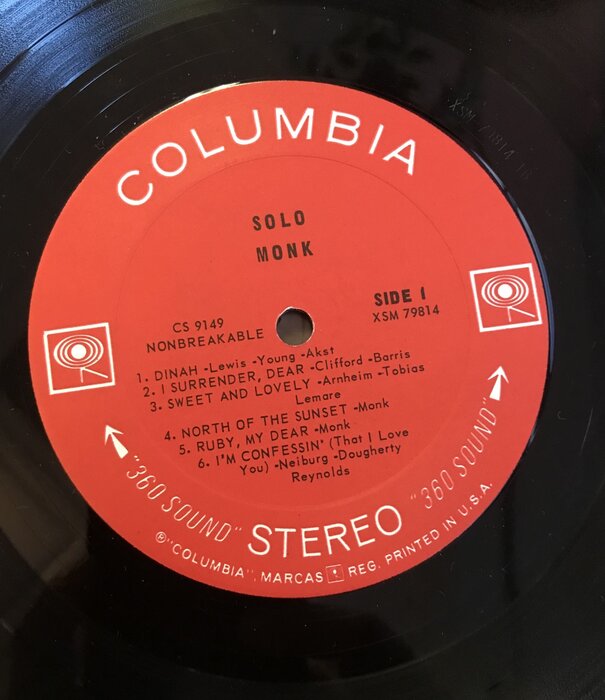 COLUMBIA
SOLO
MONK
CS 9149
NONBREAKABLE
SIDE 1
XSM 79814
1. DINAH -Lewis -Young -Akst
2. I SURRENDER, DEAR -Clifford -Barris
3. SWEET AND LOVELY -Arnheim -Tobias
Lemare
4. NORTH OF THE SUNSET -Monk
5. RUBY, MY DEAR -Monk
6. I'M CONFESSIN' (That I Love
You) -Neiburg -Dougherty
Reynolds
"360 SOUND" STEREO "360 SOUND"
®"COLUMBIA", MARCAS REG. PRINTED IN U.S.A.
XSM 79814